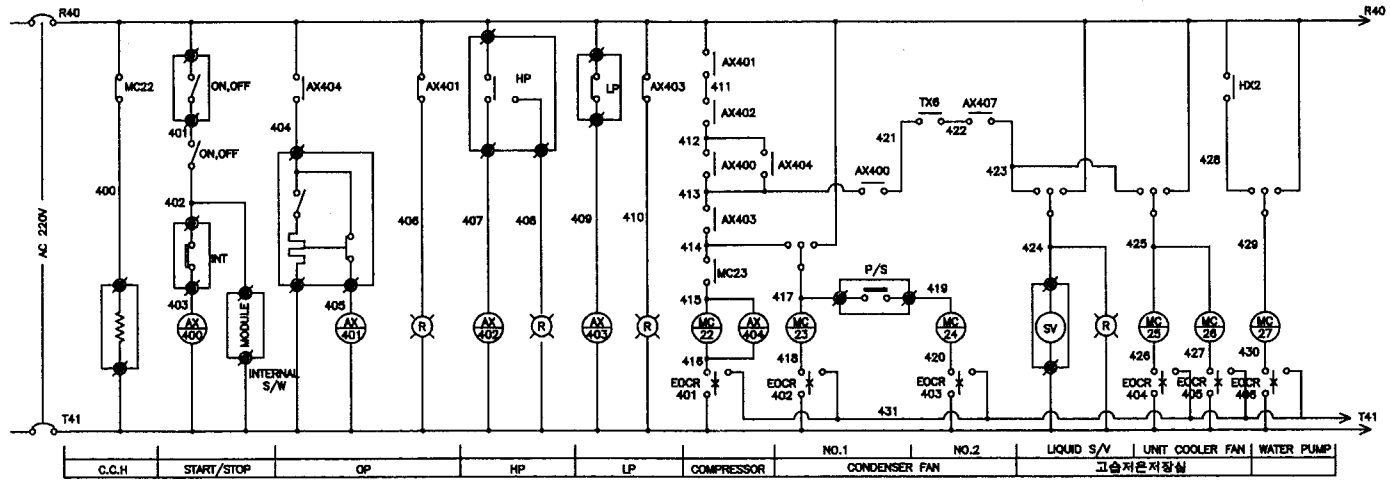 R40
R40
MC22
ON,OFF
AX404
AX401
HP
LP
AX403
AX401
411
AX402
TX6
AX407
HX2
401
404
ON,OFF
412
421
422
AX400
AX404
423
428
400
413
AX400
402
406
407
408
409
410
AX403
AC 220V
INT
414
424
425
429
MC23
P/S
403
405
415
417
419
AX
400
MODULE
AX
401
R
AX
402
R
AX
403
R
MC
22
AX
404
MC
23
MC
24
SV
R
MC
25
MC
26
MC
27
INTERNAL
S/W
416
418
420
426
427
430
EOCR
401
EOCR
402
EOCR
403
EOCR
404
EOCR
405
EOCR
406
431
T41
T41
NO.1
NO.2
LIQUID S/V
UNIT COOLER FAN
WATER PUMP
C.C.H
START/STOP
OP
HP
LP
COMPRESSOR
CONDENSER FAN
고습저온저장실